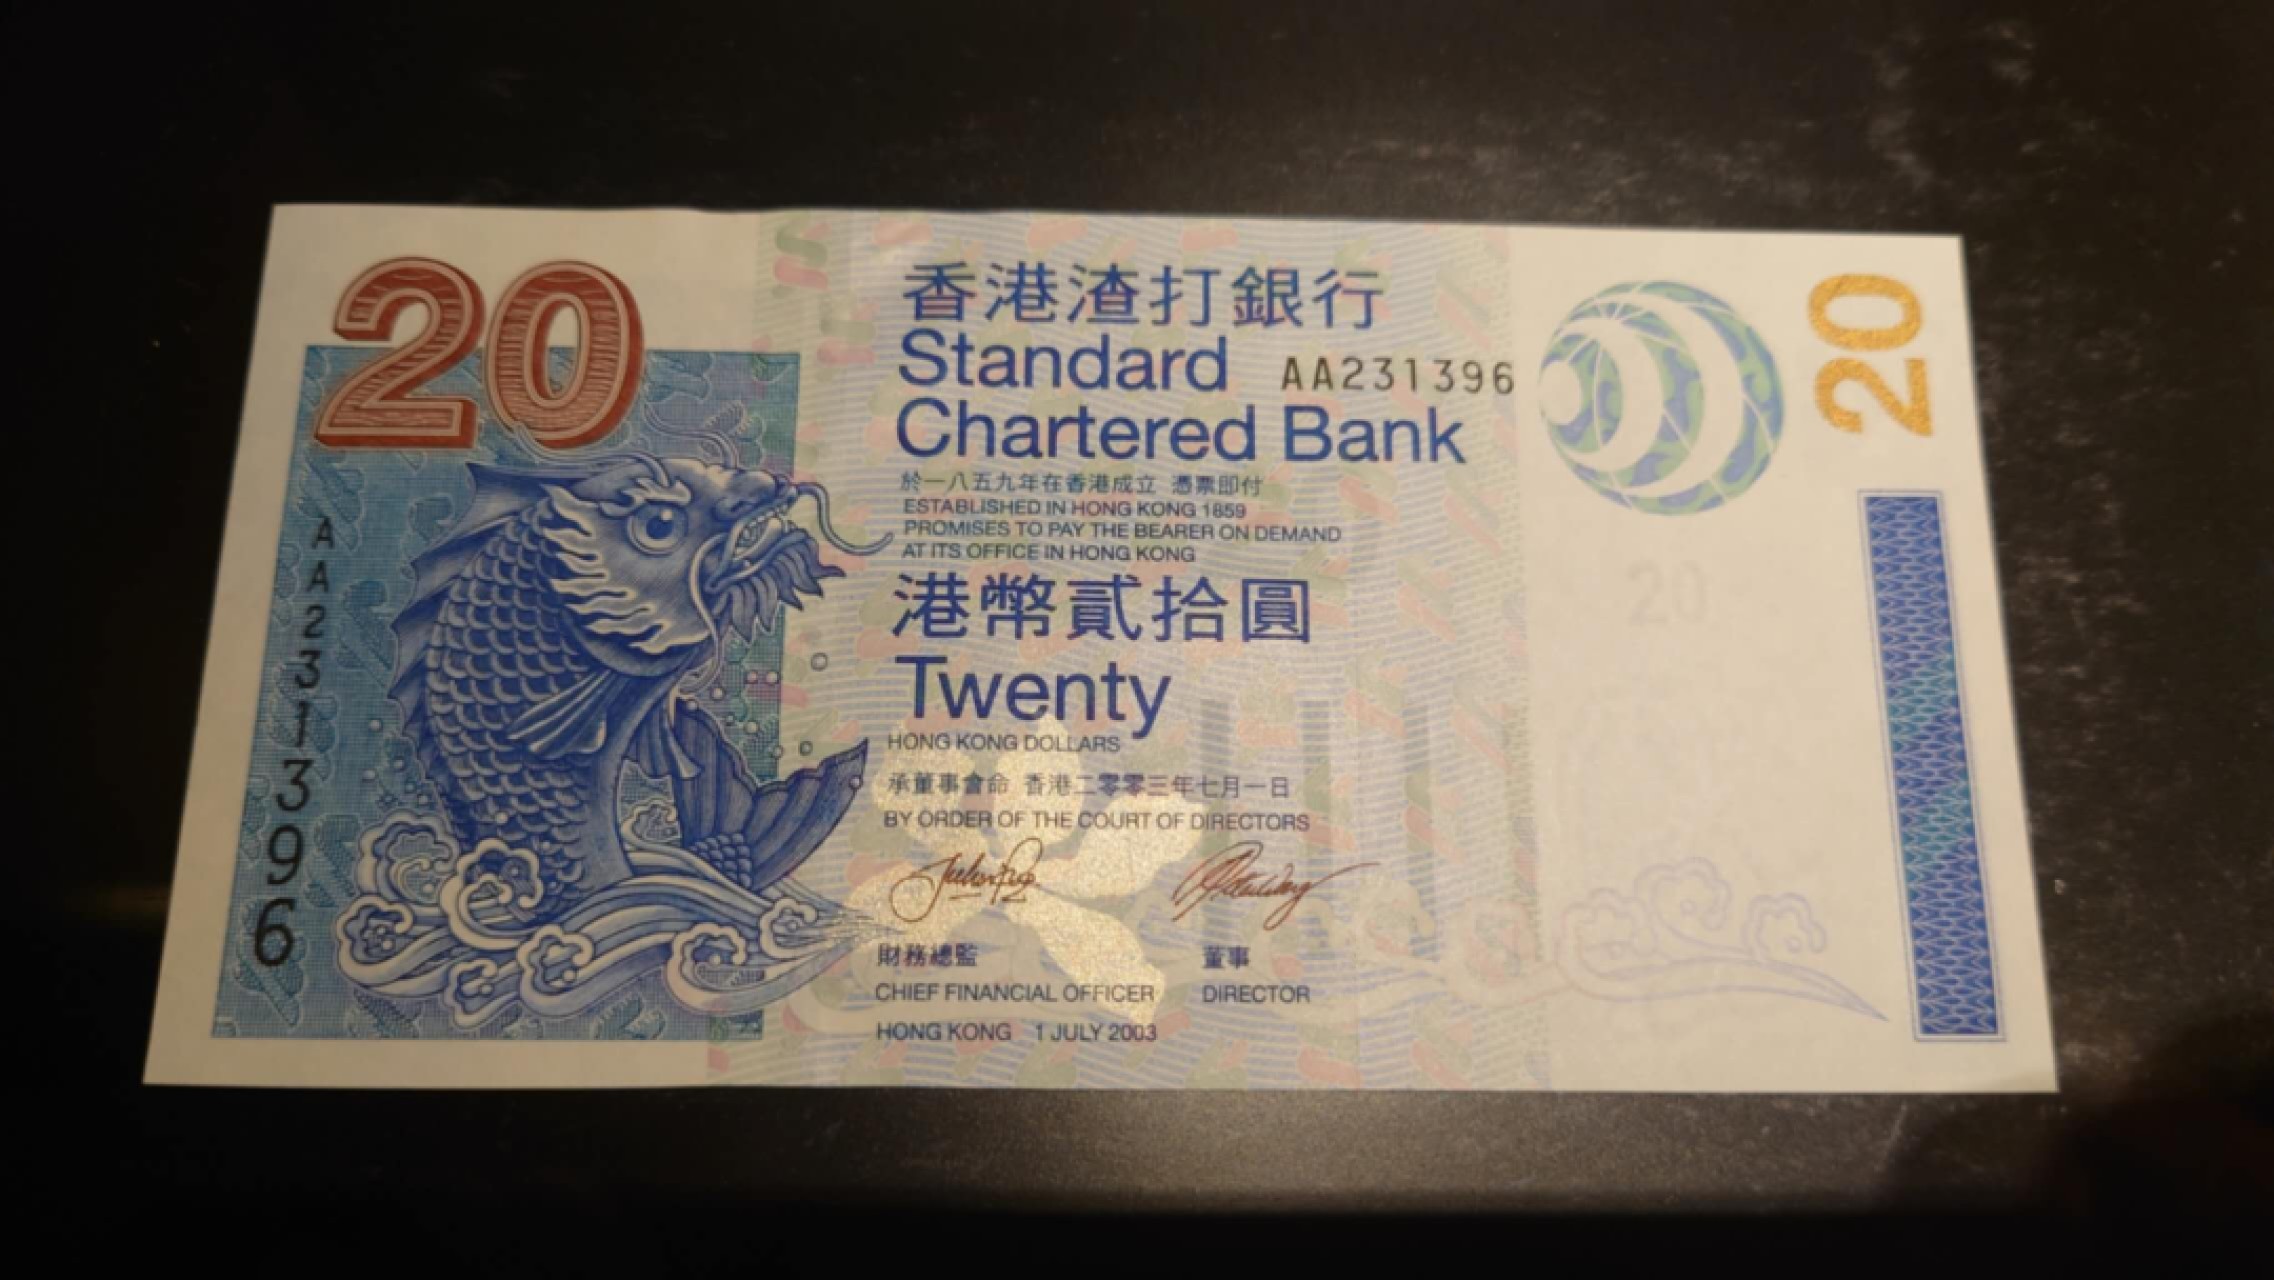 20
香港渣打銀行
Standard
AA231396
Chartered Bank
20
於一八五九年在香港成立 憑票即付
ESTABLISHED IN HONG KONG 1859
PROMISES TO PAY THE BEARER ON DEMAND
AT ITS OFFICE IN HONG KONG
AA231396
港幣貳拾圓
20
Twenty
HONG KONG DOLLARS
承董事會命 香港二零零三年七月一日
BY ORDER OF THE COURT OF DIRECTORS
財務總監
董事
CHIEF FINANCIAL OFFICER
DIRECTOR
HONG KONG 1 JULY 2003